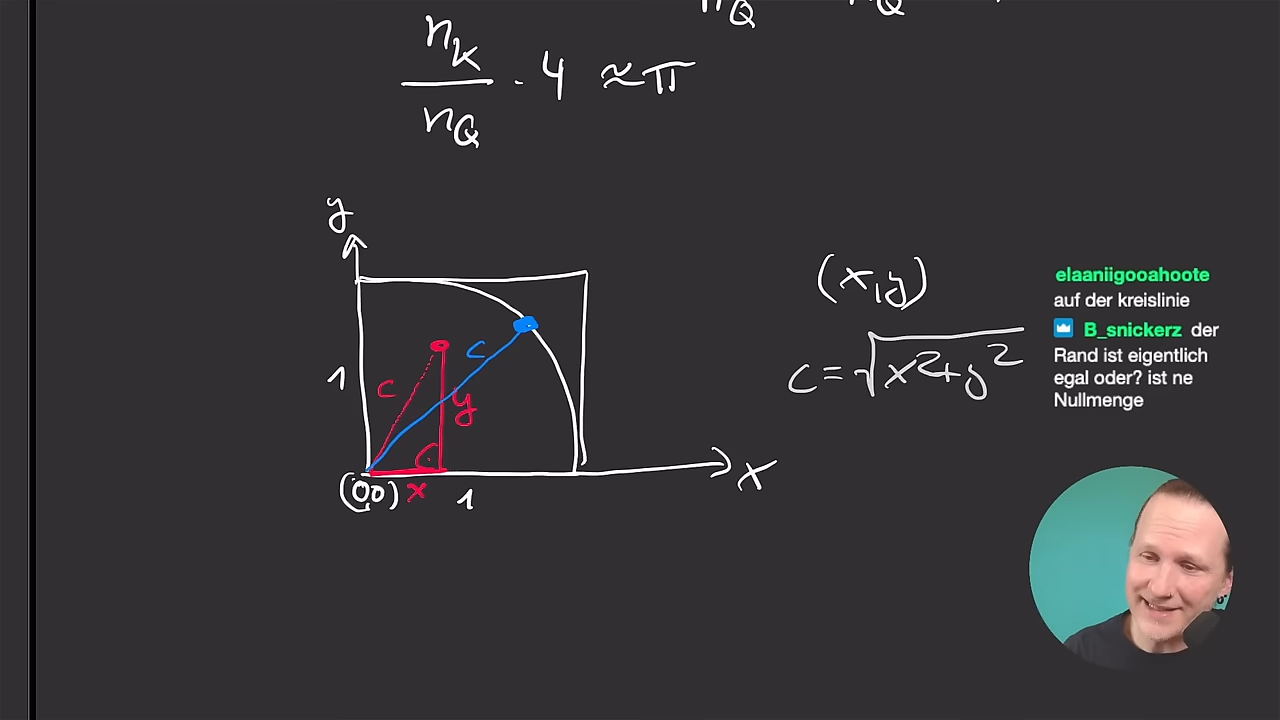 n_Q
n_k
── · 4 ≈ π
n_Q
y
(x,y)
elaaniigooahoote
auf der kreislinie
B_snickerz der
Rand ist eigentlich
egal oder? ist ne
Nullmenge
c = √x²+y²
1
c
c
y
x
(0,0)
x
1